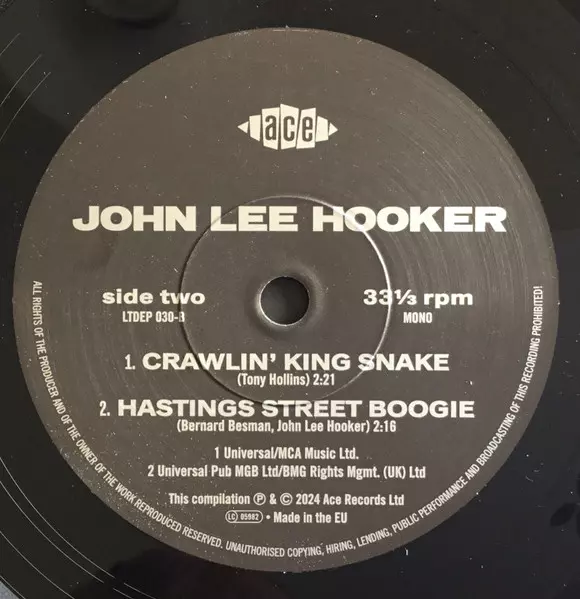 ace
JOHN LEE HOOKER
side two
LTDEP 030-B
33⅓ rpm
MONO
1. CRAWLIN' KING SNAKE
(Tony Hollins) 2:21
2. HASTINGS STREET BOOGIE
(Bernard Besman, John Lee Hooker) 2:16
1 Universal/MCA Music Ltd.
2 Universal Pub MGB Ltd/BMG Rights Mgmt. (UK) Ltd
This compilation ℗ & © 2024 Ace Records Ltd
LC 05982 • Made in the EU
ALL RIGHTS OF THE PRODUCER AND OF THE OWNER OF THE WORK REPRODUCED RESERVED. UNAUTHORISED COPYING, HIRING, LENDING, PUBLIC PERFORMANCE AND BROADCASTING OF THIS RECORDING PROHIBITED!